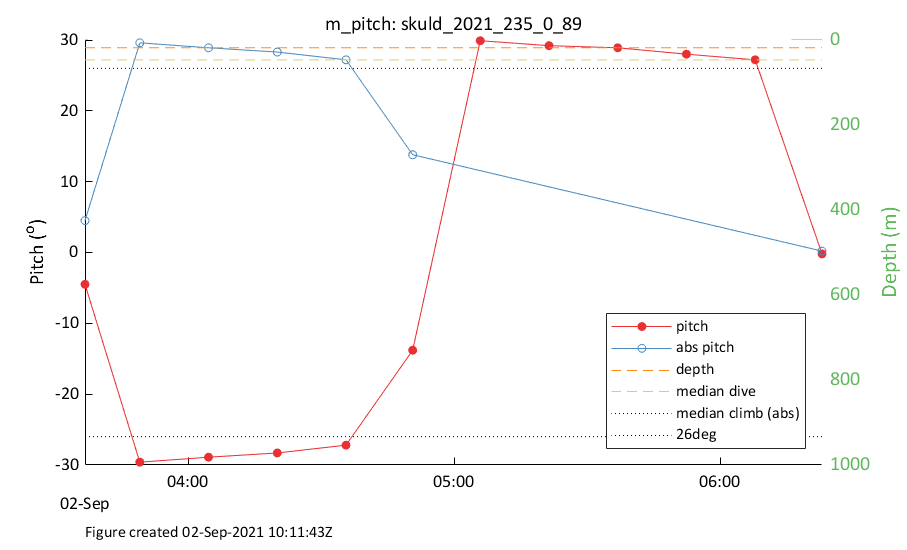 m_pitch: skuld_2021_235_0_89
30
20
10
0
-10
-20
-30
Pitch (o)
0
200
400
600
800
1000
Depth (m)
04:00
05:00
06:00
02-Sep
pitch
abs pitch
depth
median dive
median climb (abs)
26deg
Figure created 02-Sep-2021 10:11:43Z